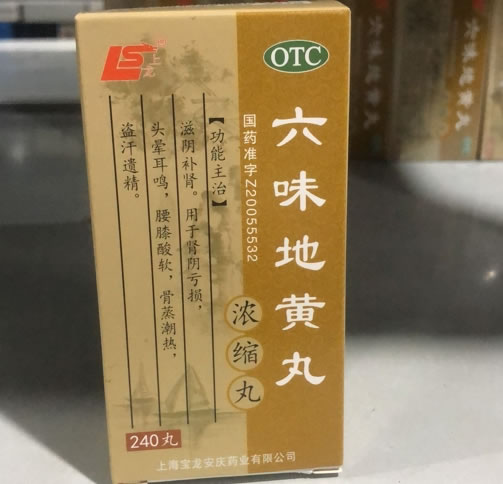 LS
上龙
OTC
六味地黄丸
国药准字Z20055532
浓缩丸
【功能主治】
滋阴补肾。用于肾阴亏损，
头晕耳鸣，腰膝酸软，骨蒸潮热，
盗汗遗精。
240丸
上海宝龙安庆药业有限公司